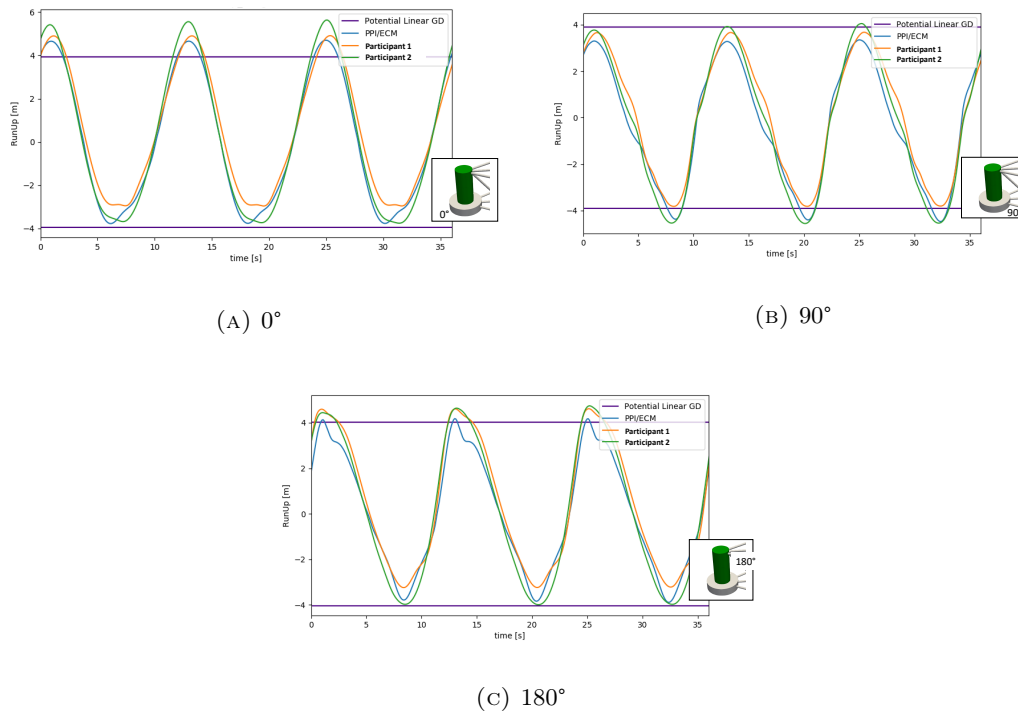 6
4
2
0
−2
−4
RunUp [m]
0
5
10
15
20
25
30
35
time [s]
Potential Linear GD
PPI/ECM
Participant 1
Participant 2
0°
(A) 0°
4
2
0
−2
−4
RunUp [m]
0
5
10
15
20
25
30
35
time [s]
Potential Linear GD
PPI/ECM
Participant 1
Participant 2
90
(B) 90°
4
2
0
−2
−4
RunUp [m]
0
5
10
15
20
25
30
35
time [s]
Potential Linear GD
PPI/ECM
Participant 1
Participant 2
180°
(C) 180°